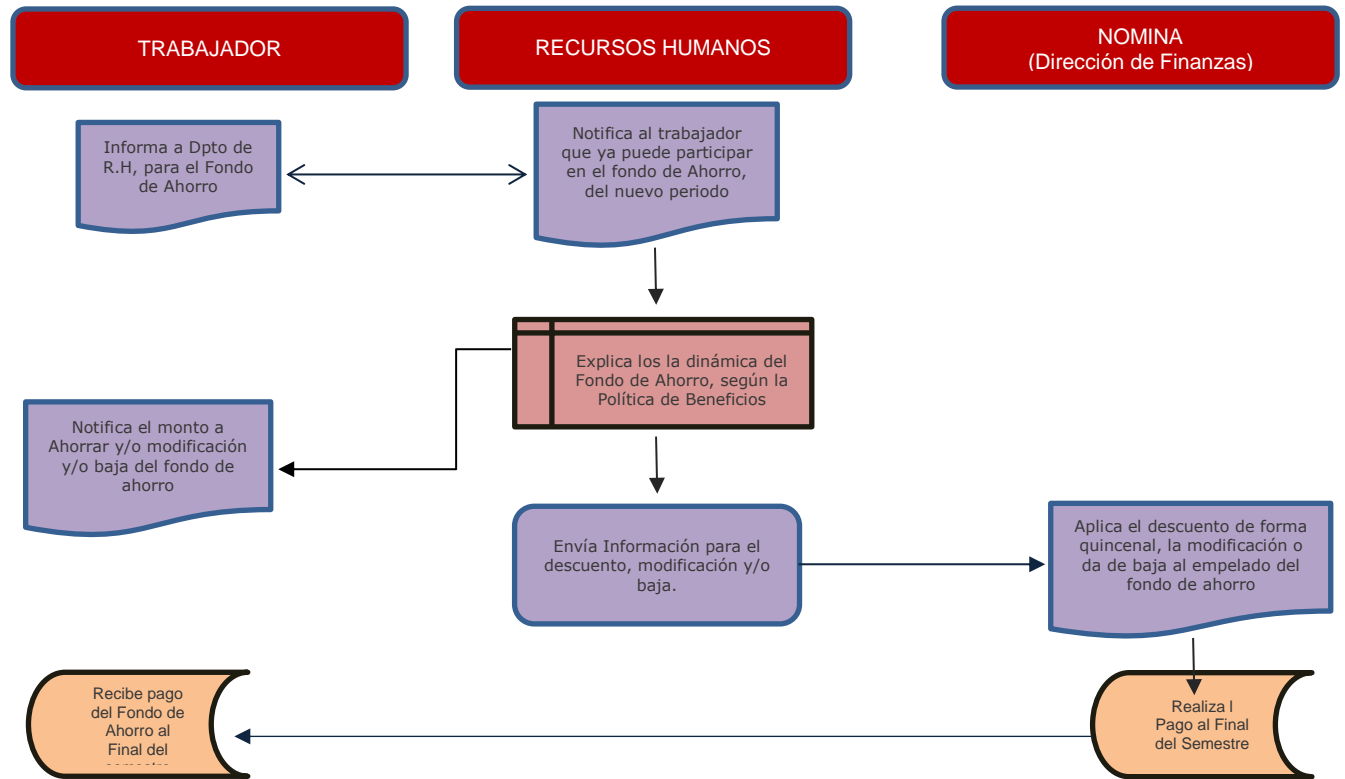 TRABAJADOR
RECURSOS HUMANOS
NOMINA
(Dirección de Finanzas)
Informa a Dpto de
R.H, para el Fondo
de Ahorro
Notifica al trabajador
que ya puede participar
en el fondo de Ahorro,
del nuevo periodo
Explica los la dinámica del
Fondo de Ahorro, según la
Política de Beneficios
Notifica el monto a
Ahorrar y/o modificación
y/o baja del fondo de
ahorro
Envía Información para el
descuento, modificación y/o
baja.
Aplica el descuento de forma
quincenal, la modificación o
da de baja al empelado del
fondo de ahorro
Recibe pago
del Fondo de
Ahorro al
Final del
Realiza l
Pago al Final
del Semestre